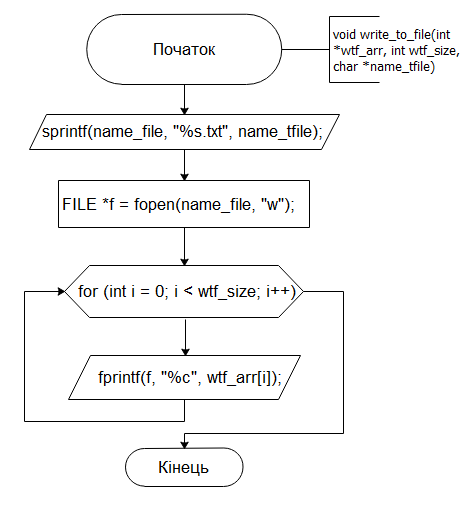 Початок
void write_to_file(int
*wtf_arr, int wtf_size,
char *name_tfile)
sprintf(name_file, "%s.txt", name_tfile);
FILE *f = fopen(name_file, "w");
for (int i = 0; i < wtf_size; i++)
fprintf(f, "%c", wtf_arr[i]);
Кінець